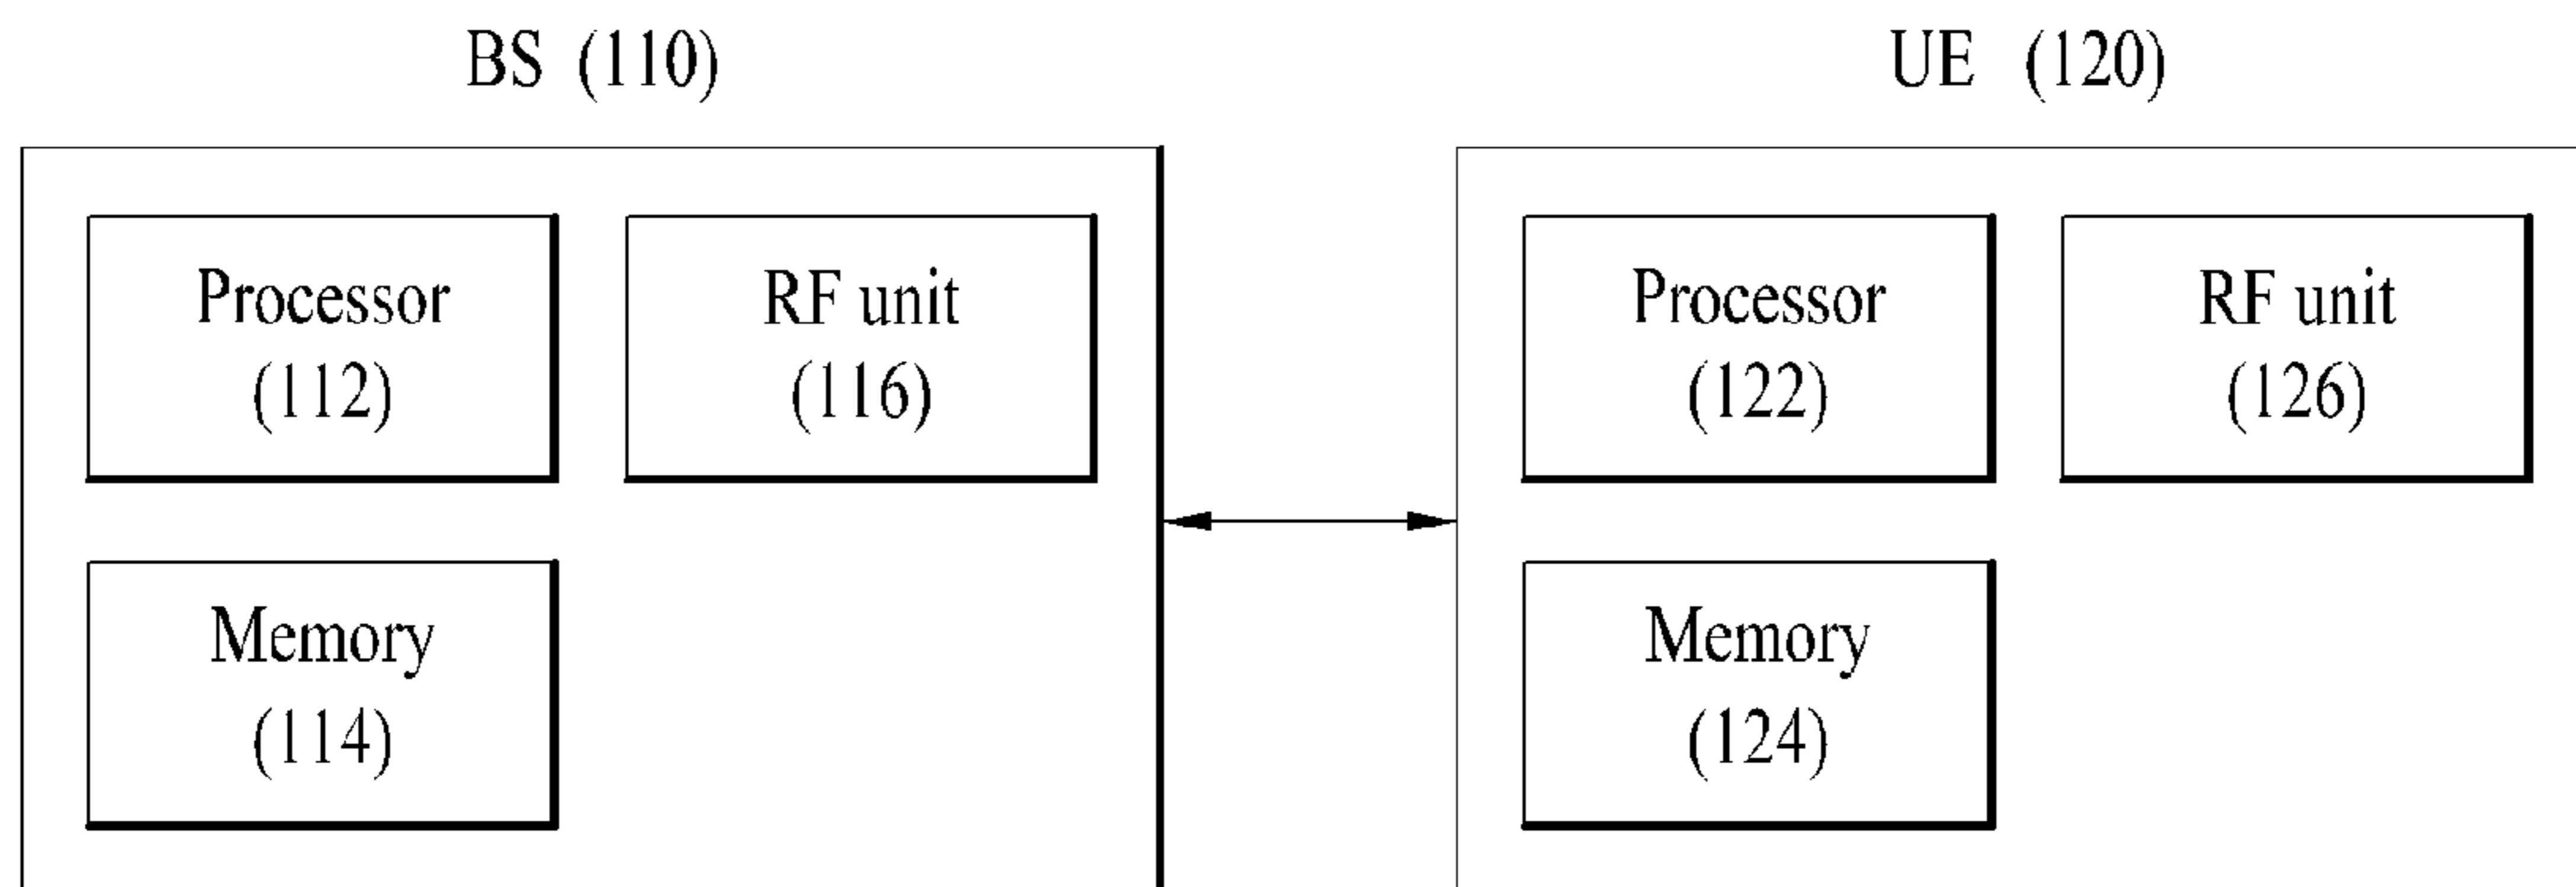 BS (110)
UE (120)
Processor
(112)
RF unit
(116)
Processor
(122)
RF unit
(126)
Memory
(114)
Memory
(124)